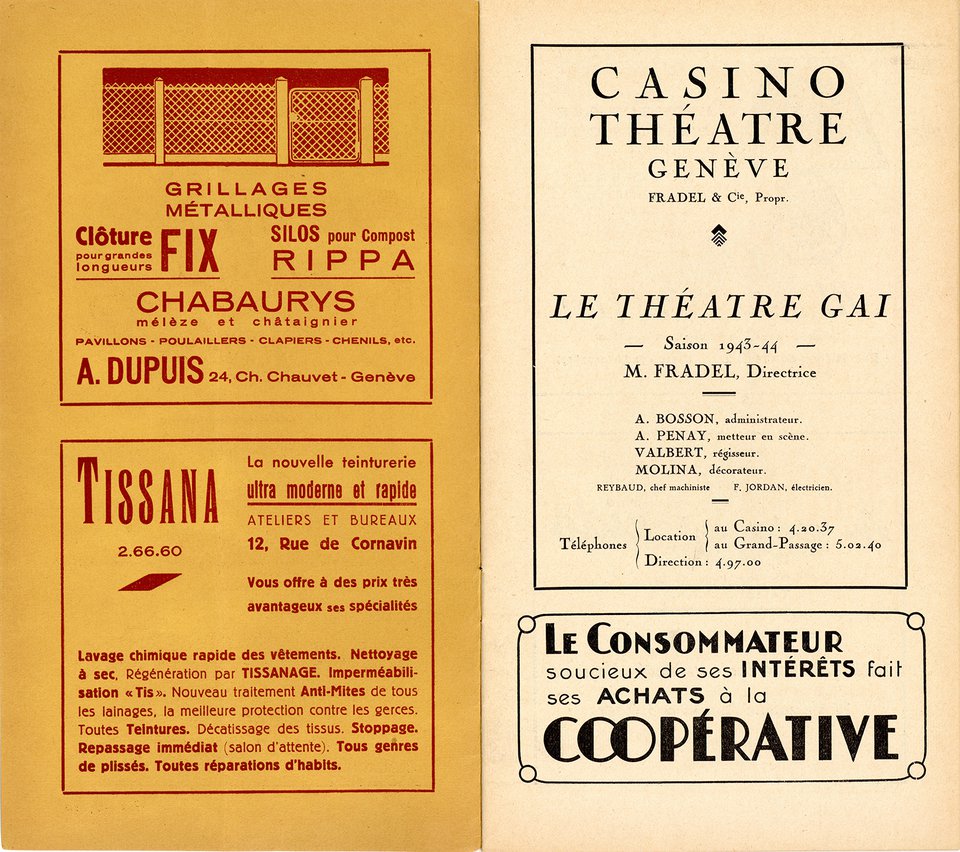 GRILLAGES
MÉTALLIQUES
Clôture
pour grandes
longueurs
FIX
SILOS pour Compost
RIPPA
CHABAURYS
mélèze et châtaignier
PAVILLONS - POULAILLERS - CLAPIERS - CHENILS, etc.
A. DUPUIS 24, Ch. Chauvet - Genève
TISSANA
2.66.60
La nouvelle teinturerie
ultra moderne et rapide
ATELIERS ET BUREAUX
12, Rue de Cornavin
Vous offre à des prix très
avantageux ses spécialités
Lavage chimique rapide des vêtements. Nettoyage
à sec, Régénération par TISSANAGE. Imperméabili-
sation «Tis». Nouveau traitement Anti-Mites de tous
les lainages, la meilleure protection contre les gerces.
Toutes Teintures. Décatissage des tissus. Stoppage.
Repassage immédiat (salon d'attente). Tous genres
de plissés. Toutes réparations d'habits.
CASINO
THÉATRE
GENÈVE
FRADEL & Cie, Propr.
LE THÉATRE GAI
— Saison 1943-44 —
M. FRADEL, Directrice
A. BOSSON, administrateur.
A. PENAY, metteur en scène.
VALBERT, régisseur.
MOLINA, décorateur.
REYBAUD, chef machiniste F. JORDAN, électricien.
Téléphones
Location
au Casino : 4.20.37
au Grand-Passage : 5.02.40
Direction : 4.97.00
LE CONSOMMATEUR
soucieux de ses INTÉRÊTS fait
ses ACHATS à la
COOPÉRATIVE